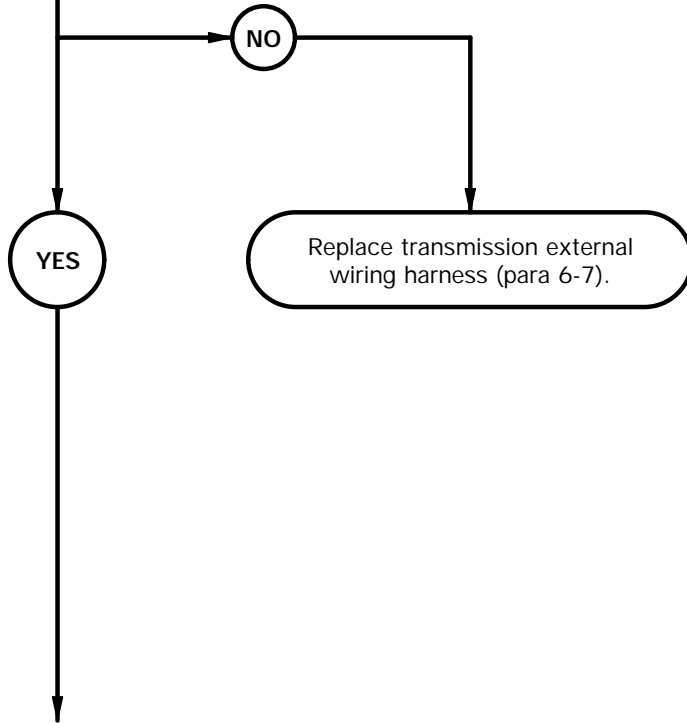 NO
YES
Replace transmission external
wiring harness (para 6-7).